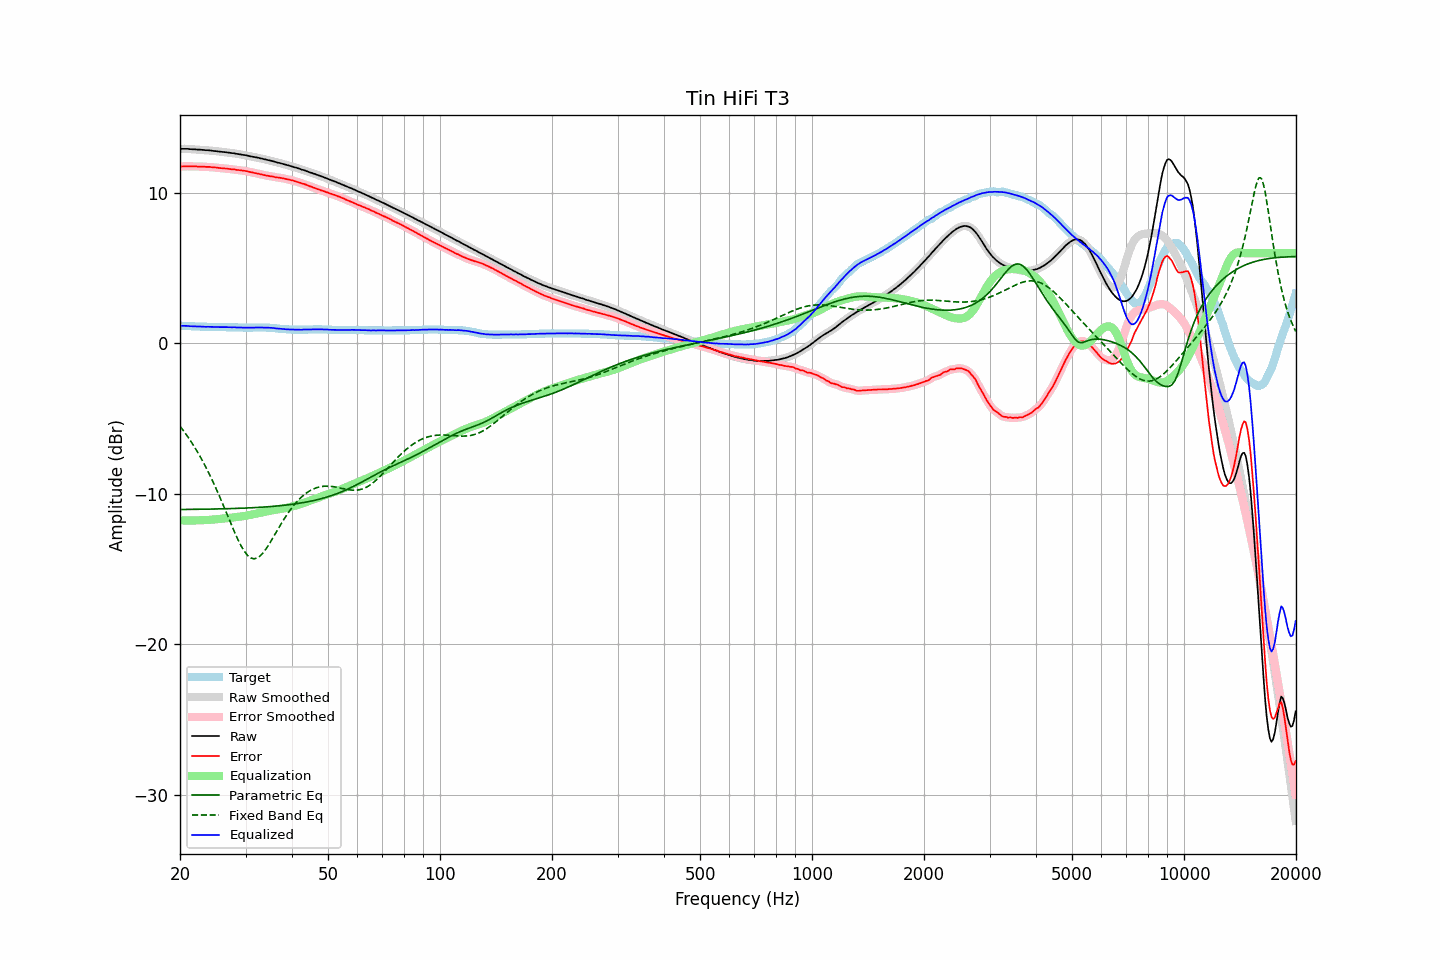 Tin HiFi T3
Amplitude (dBr)
10
0
−10
−20
−30
Target
Raw Smoothed
Error Smoothed
Raw
Error
Equalization
Parametric Eq
Fixed Band Eq
Equalized
20 50 100 200 500 1000 2000 5000 10000 20000
Frequency (Hz)